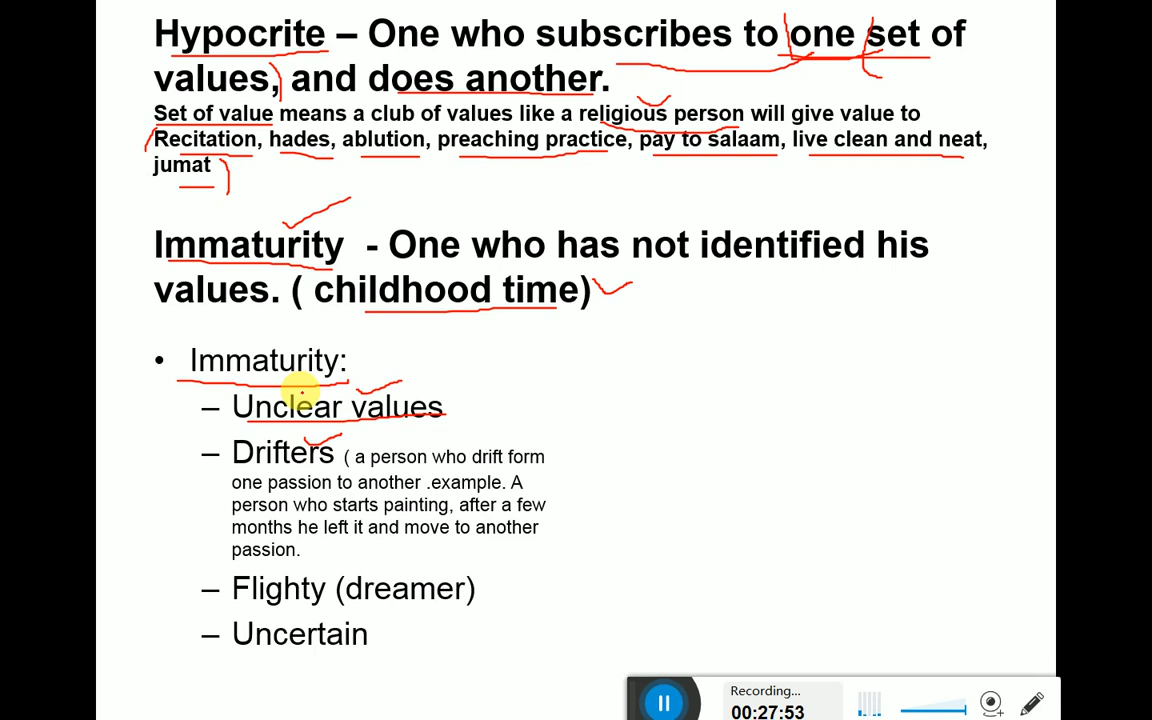 Hypocrite – One who subscribes to one set of
values, and does another.
Set of value means a club of values like a religious person will give value to
Recitation, hades, ablution, preaching practice, pay to salaam, live clean and neat,
jumat
Immaturity - One who has not identified his
values. ( childhood time)
• Immaturity:
– Unclear values
– Drifters ( a person who drift form
one passion to another .example. A
person who starts painting, after a few
months he left it and move to another
passion.
– Flighty (dreamer)
– Uncertain
Recording...
00:27:53